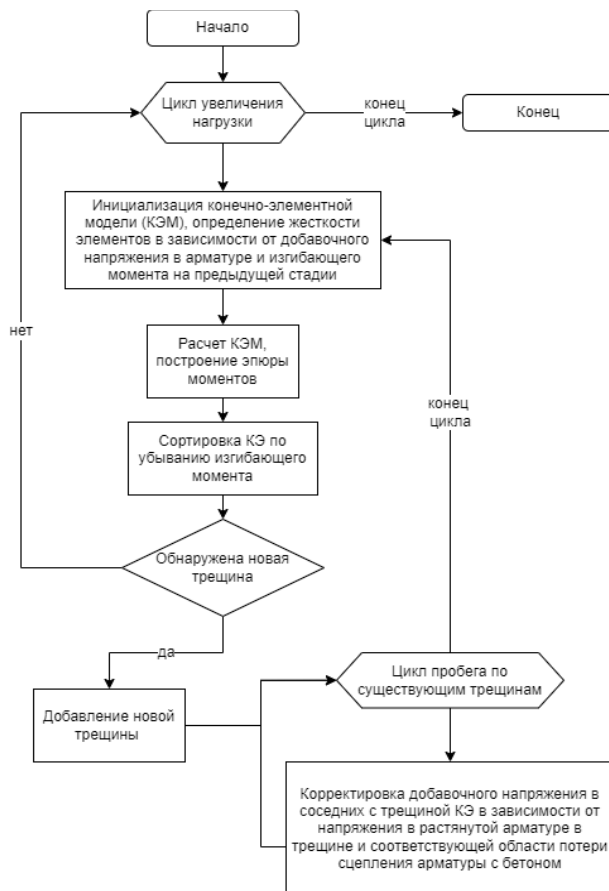 Начало
Цикл увеличения
нагрузки
конец
цикла
Конец
Инициализация конечно-элементной
модели (КЭМ), определение жесткости
элементов в зависимости от добавочного
напряжения в арматуре и изгибающего
момента на предыдущей стадии
нет
Расчет КЭМ,
построение эпюры
моментов
конец
цикла
Сортировка КЭ по
убыванию изгибающего
момента
Обнаружена новая
трещина
да
Цикл пробега по
существующим трещинам
Добавление новой
трещины
Корректировка добавочного напряжения в
соседних с трещиной КЭ в зависимости от
напряжения в растянутой арматуре в
трещине и соответствующей области потери
сцепления арматуры с бетоном